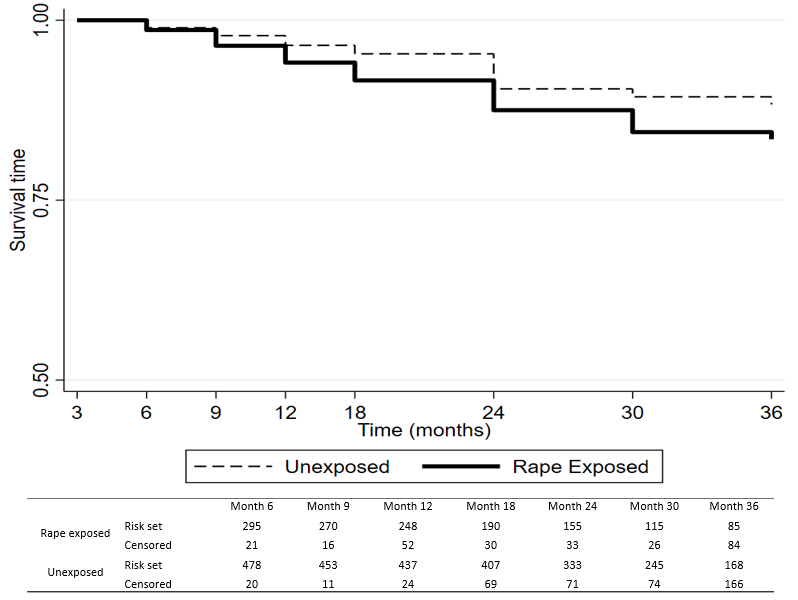 1.00
0.75
0.50
Survival time
3 6 9 12 18 24 30 36
Time (months)
Unexposed Rape Exposed
Month 6 Month 9 Month 12 Month 18 Month 24 Month 30 Month 36
Rape exposed
Risk set 295 270 248 190 155 115 85
Censored 21 16 52 30 33 26 84
Unexposed
Risk set 478 453 437 407 333 245 168
Censored 20 11 24 69 71 74 166